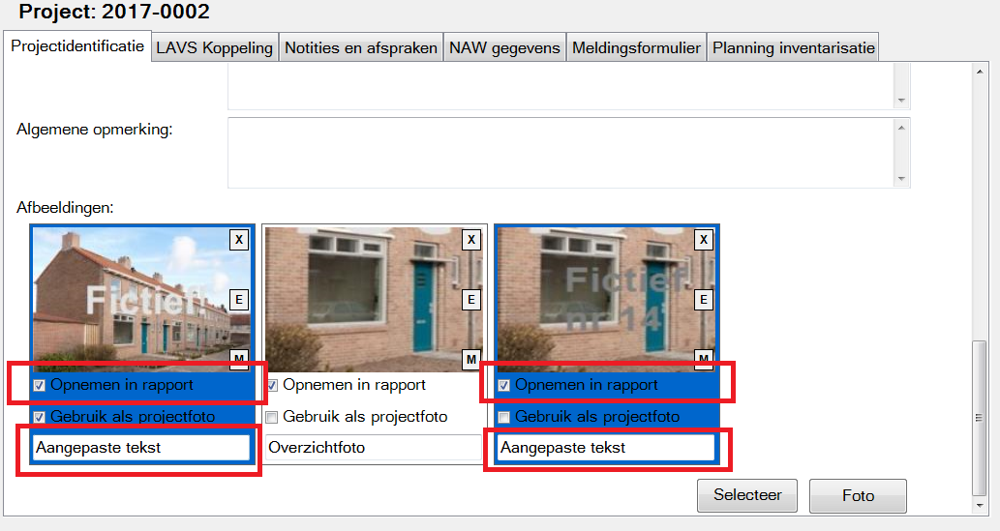 Project: 2017-0002
Projectidentificatie LAVS Koppeling Notities en afspraken NAW gegevens Meldingsformulier Planning inventarisatie
Algemene opmerking:
Afbeeldingen:
X X X
Fictief! Fictief
nr 14
E E E
M M M
Opnemen in rapport Opnemen in rapport Opnemen in rapport
Gebruik als projectfoto Gebruik als projectfoto Gebruik als projectfoto
Aangepaste tekst Overzichtfoto Aangepaste tekst
Selecteer Foto